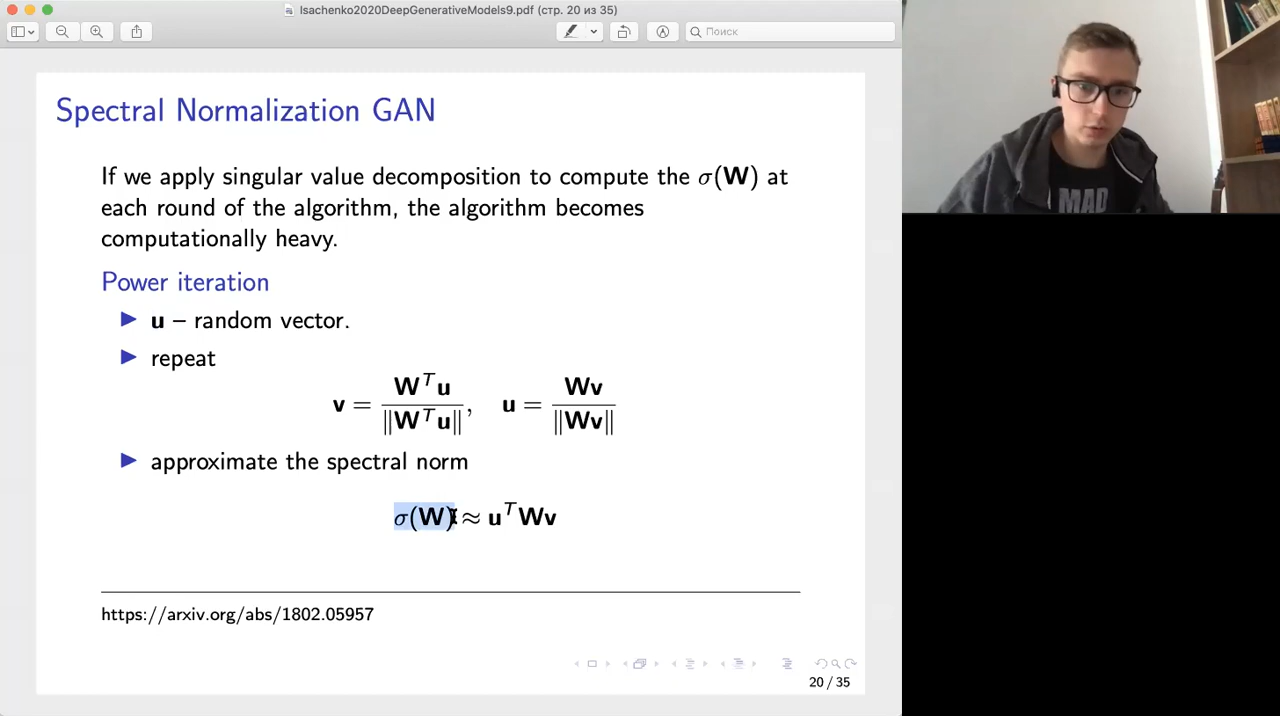 Isachenko2020DeepGenerativeModels9.pdf (стр. 20 из 35)
Поиск
Spectral Normalization GAN
If we apply singular value decomposition to compute the σ(W) at
each round of the algorithm, the algorithm becomes
computationally heavy.
Power iteration
▶ u – random vector.
▶ repeat
v = W^T u / ‖W^T u‖, u = Wv / ‖Wv‖
▶ approximate the spectral norm
σ(W) ≈ u^T Wv
https://arxiv.org/abs/1802.05957
20 / 35
MAD